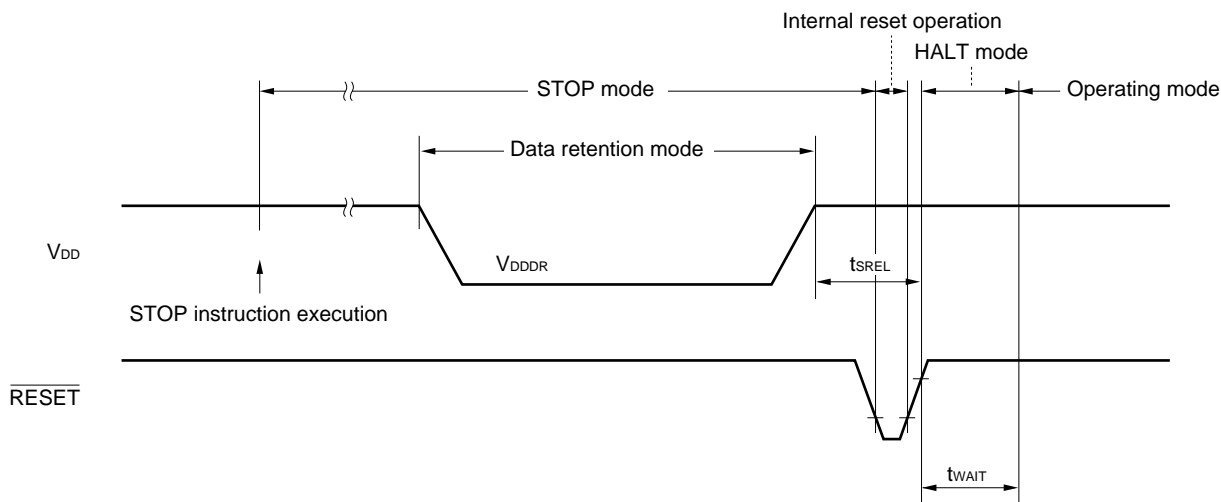 Internal reset operation
HALT mode
STOP mode
Operating mode
Data retention mode
VDD
VDDDR
tSREL
STOP instruction execution
RESET
tWAIT